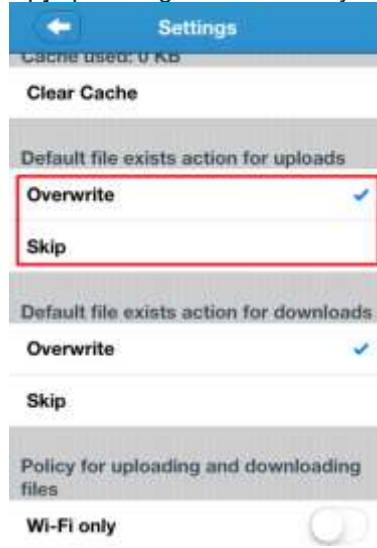 Settings
Cache used: 0 KB
Clear Cache
Default file exists action for uploads
Overwrite
Skip
Default file exists action for downloads
Overwrite
Skip
Policy for uploading and downloading
files
Wi-Fi only